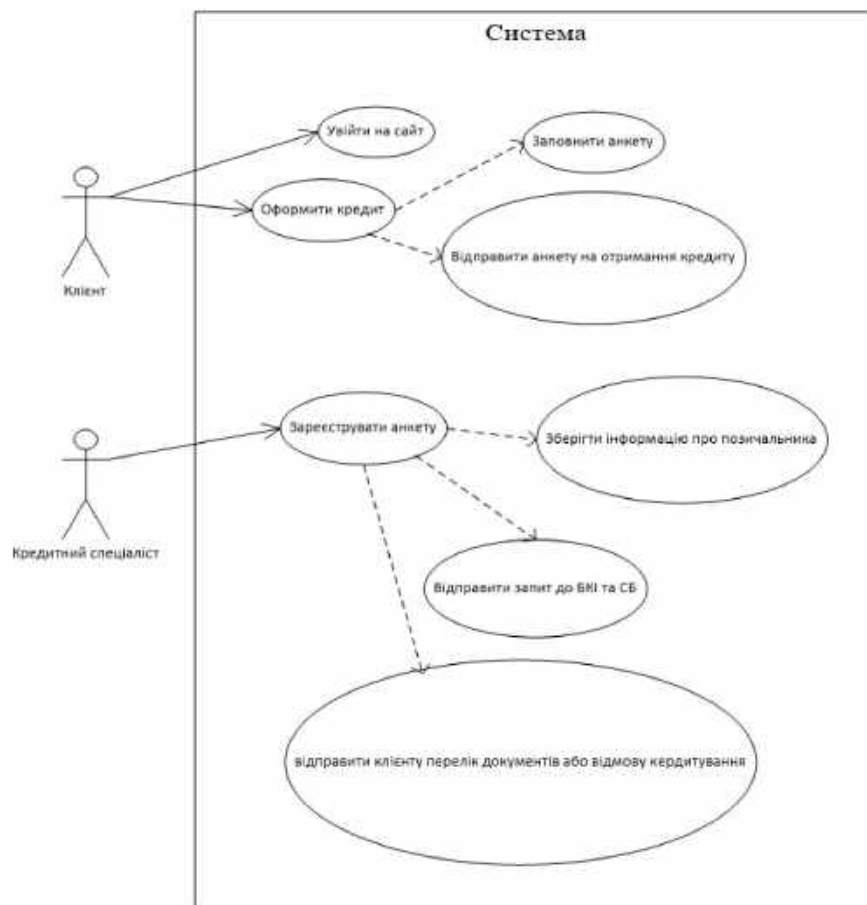 Система
Увійти на сайт
Заповнити анкету
Оформити кредит
Відправити анкету на отримання кредиту
Клієнт
Зареєструвати анкету
Зберігти інформацію про позичальника
Кредитний спеціаліст
Відправити запит до БКІ та СБ
відправити клієнту перелік документів або відмову кердитування